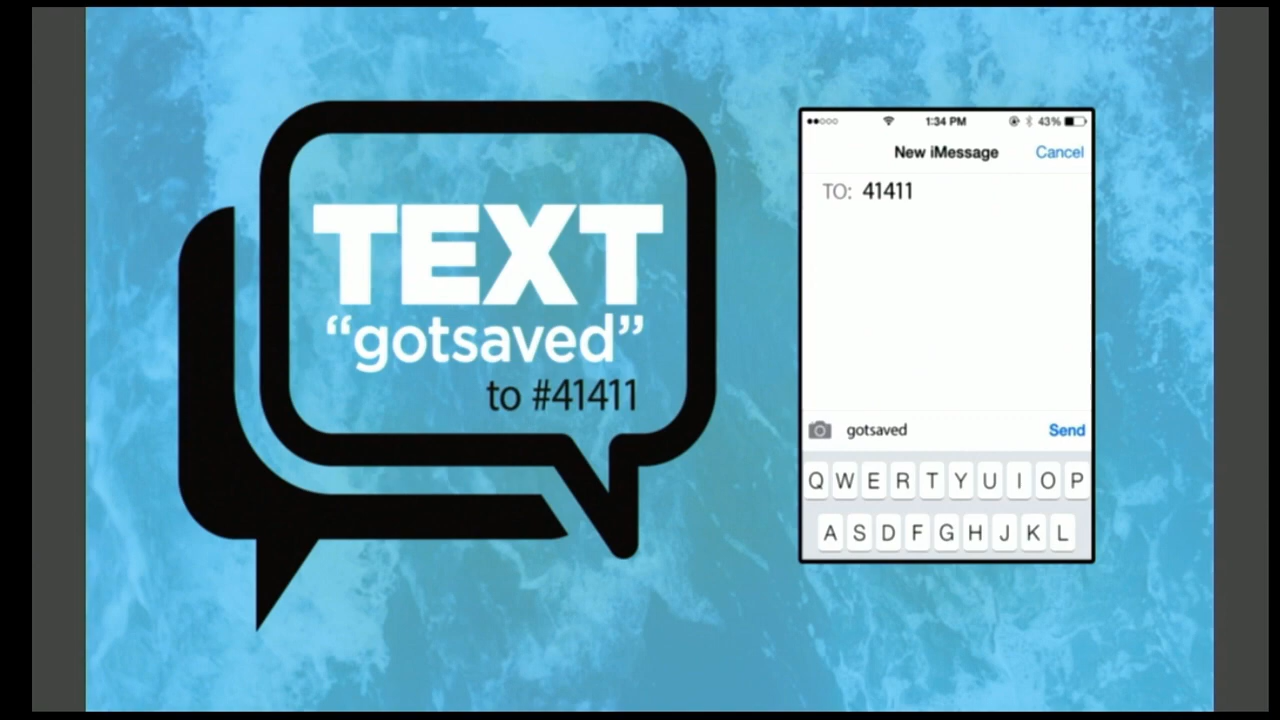 TEXT
“gotsaved”
to #41411
1:34 PM 43%
New iMessage Cancel
TO: 41411
gotsaved Send
Q W E R T Y U I O P
A S D F G H J K L